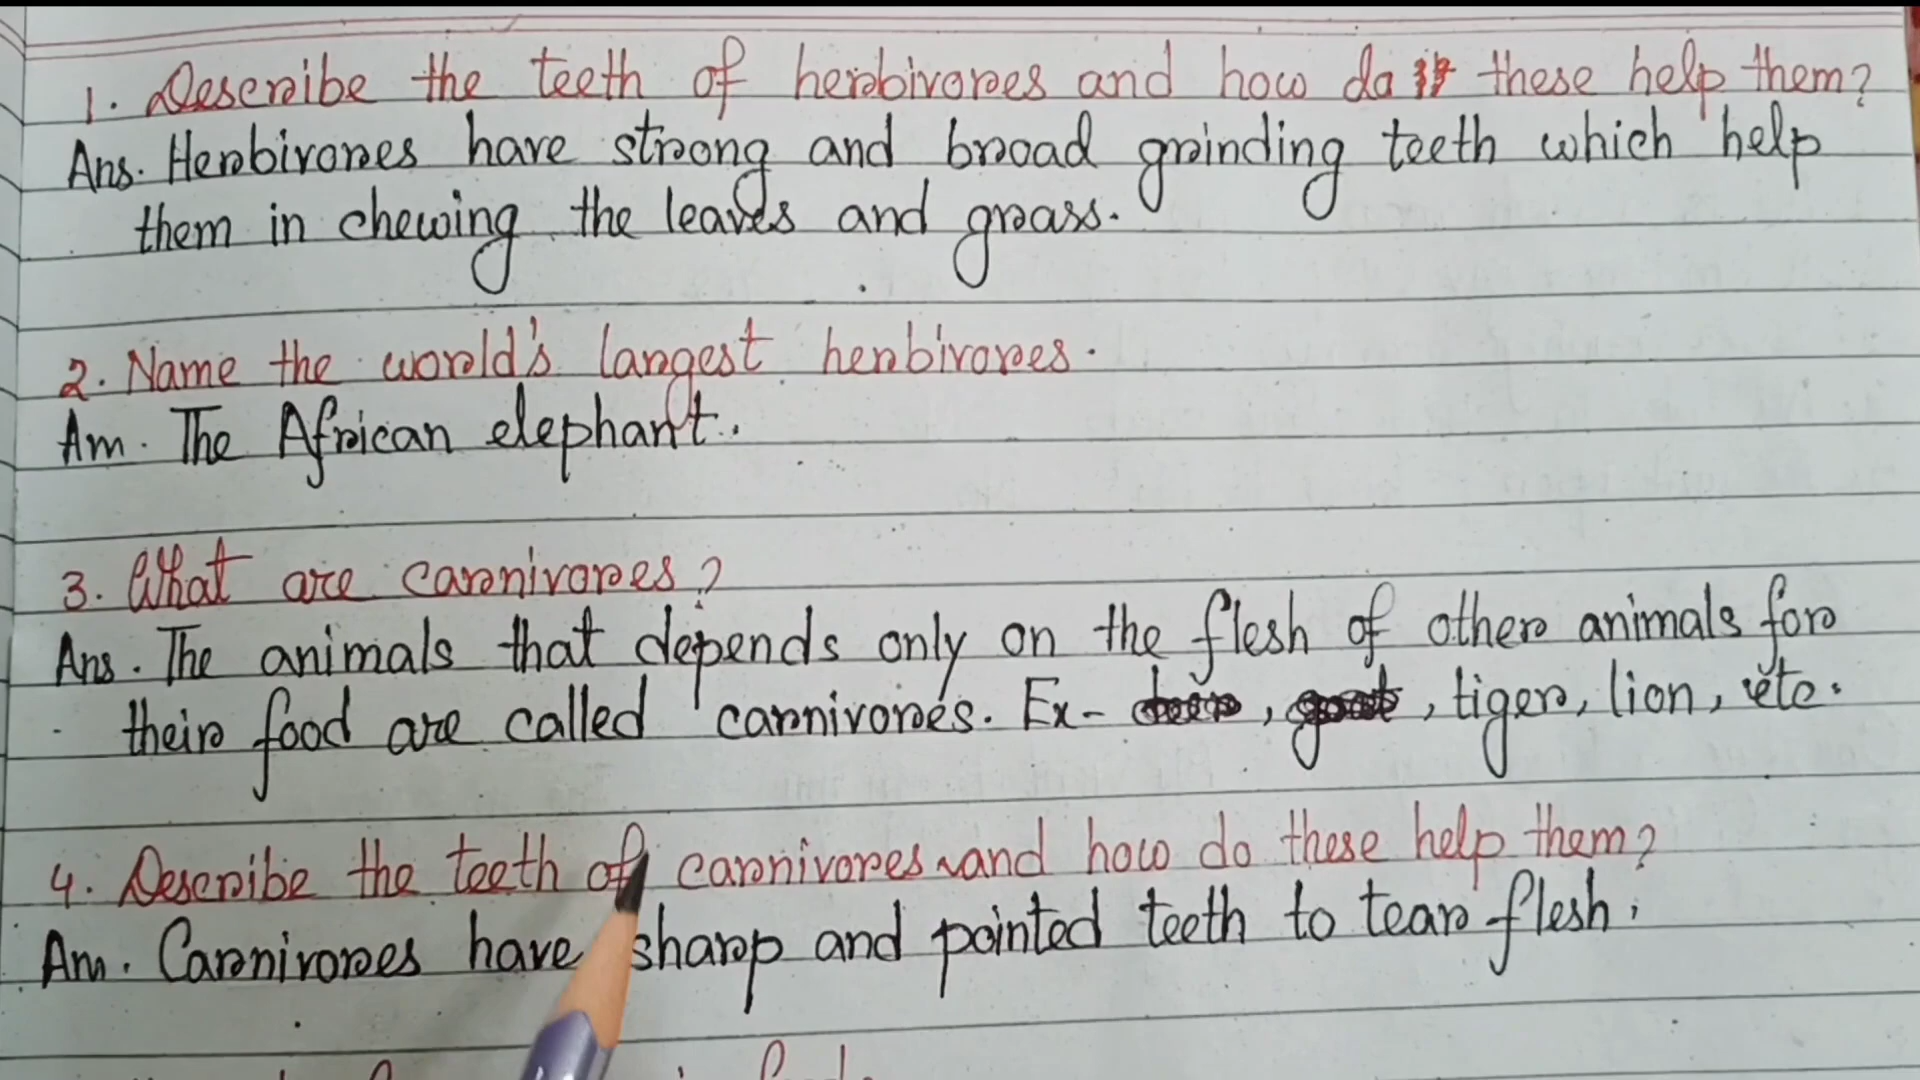 1. Describe the teeth of herbivores and how do these help them?
Ans. Herbivores have strong and broad grinding teeth which help
them in chewing the leaves and grass.
2. Name the world's largest herbivores.
Ans. The African elephant.
3. What are carnivores?
Ans. The animals that depends only on the flesh of other animals for
their food are called carnivores. Ex- , , tiger, lion, etc.
4. Describe the teeth of carnivores and how do these help them?
Ans. Carnivores have sharp and pointed teeth to tear flesh.